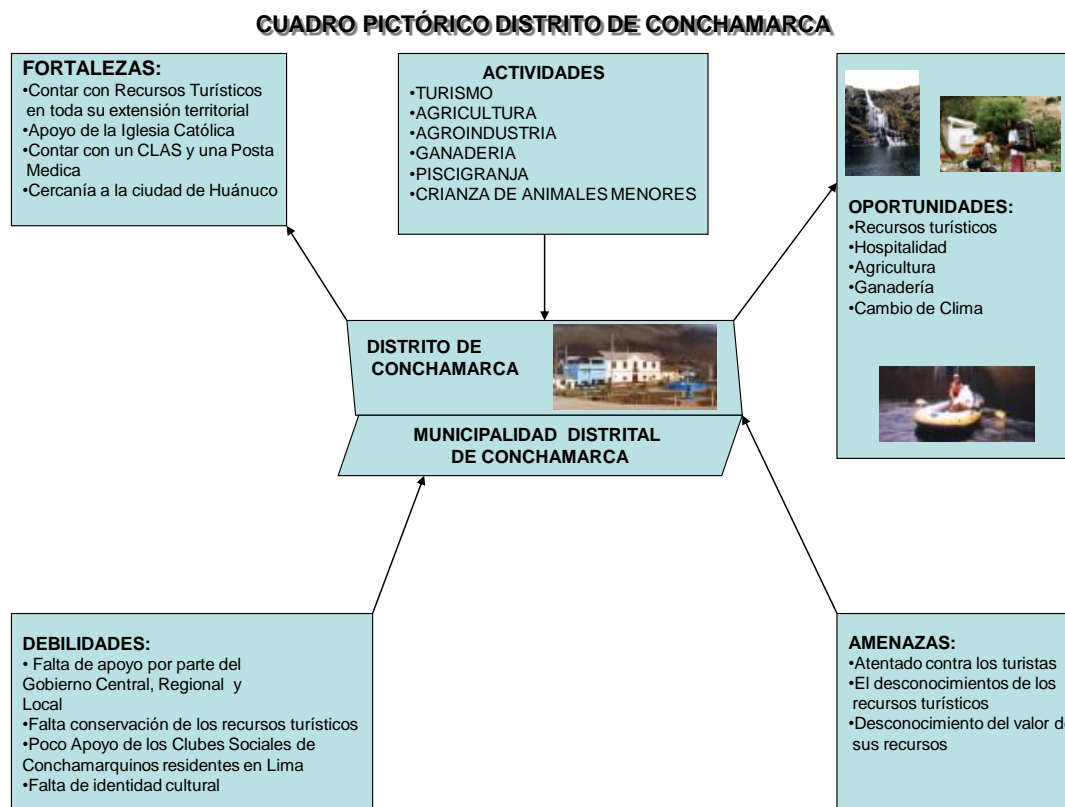 CUADRO PICTÓRICO DISTRITO DE CONCHAMARCA
FORTALEZAS:
•Contar con Recursos Turísticos
en toda su extensión territorial
•Apoyo de la Iglesia Católica
•Contar con un CLAS y una Posta
Medica
•Cercanía a la ciudad de Huánuco
ACTIVIDADES
•TURISMO
•AGRICULTURA
•AGROINDUSTRIA
•GANADERIA
•PISCIGRANJA
•CRIANZA DE ANIMALES MENORES
OPORTUNIDADES:
•Recursos turísticos
•Hospitalidad
•Agricultura
•Ganadería
•Cambio de Clima
DISTRITO DE
CONCHAMARCA
MUNICIPALIDAD DISTRITAL
DE CONCHAMARCA
DEBILIDADES:
• Falta de apoyo por parte del
Gobierno Central, Regional y
Local
•Falta conservación de los recursos turísticos
•Poco Apoyo de los Clubes Sociales de
Conchamarquinos residentes en Lima
•Falta de identidad cultural
AMENAZAS:
•Atentado contra los turistas
•El desconocimientos de los
recursos turísticos
•Desconocimiento del valor de
sus recursos